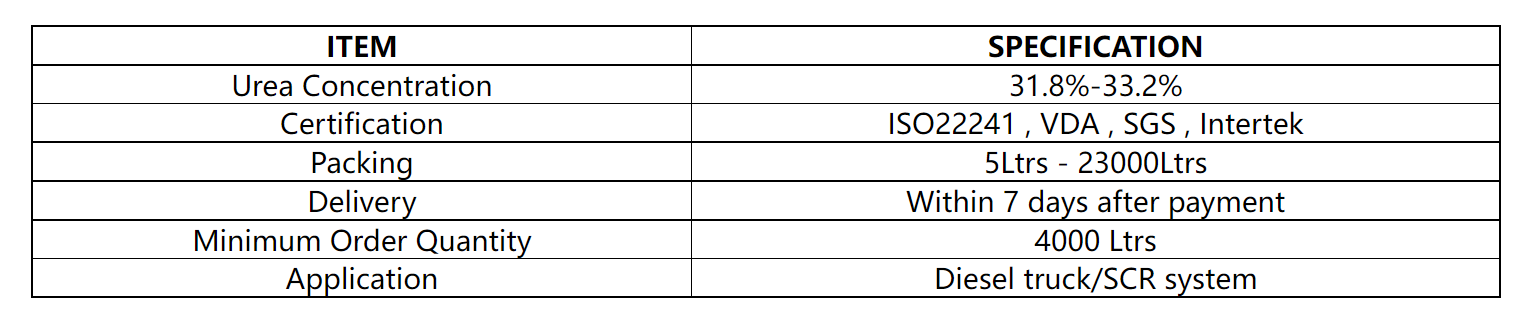 ITEM SPECIFICATION
Urea Concentration 31.8%-33.2%
Certification ISO22241 , VDA , SGS , Intertek
Packing 5Ltrs - 23000Ltrs
Delivery Within 7 days after payment
Minimum Order Quantity 4000 Ltrs
Application Diesel truck/SCR system